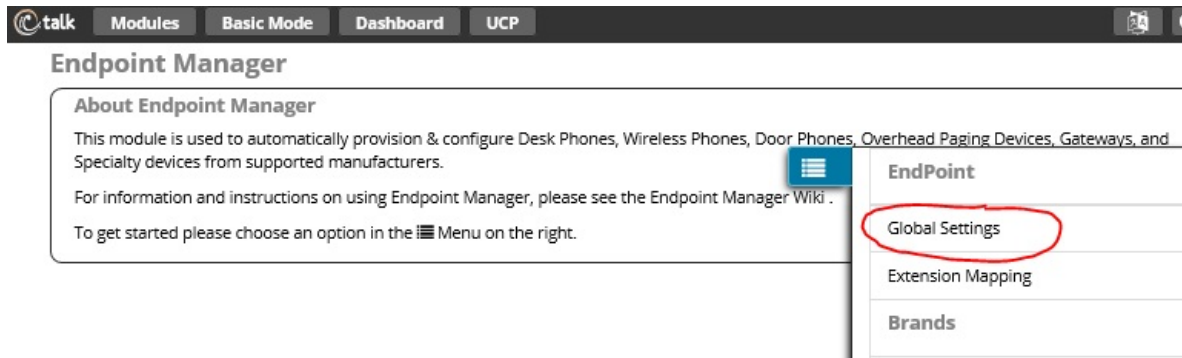 talk Modules Basic Mode Dashboard UCP
Endpoint Manager
About Endpoint Manager
This module is used to automatically provision & configure Desk Phones, Wireless Phones, Door Phones, Overhead Paging Devices, Gateways, and
Specialty devices from supported manufacturers.
For information and instructions on using Endpoint Manager, please see the Endpoint Manager Wiki .
To get started please choose an option in the Menu on the right.
EndPoint
Global Settings
Extension Mapping
Brands